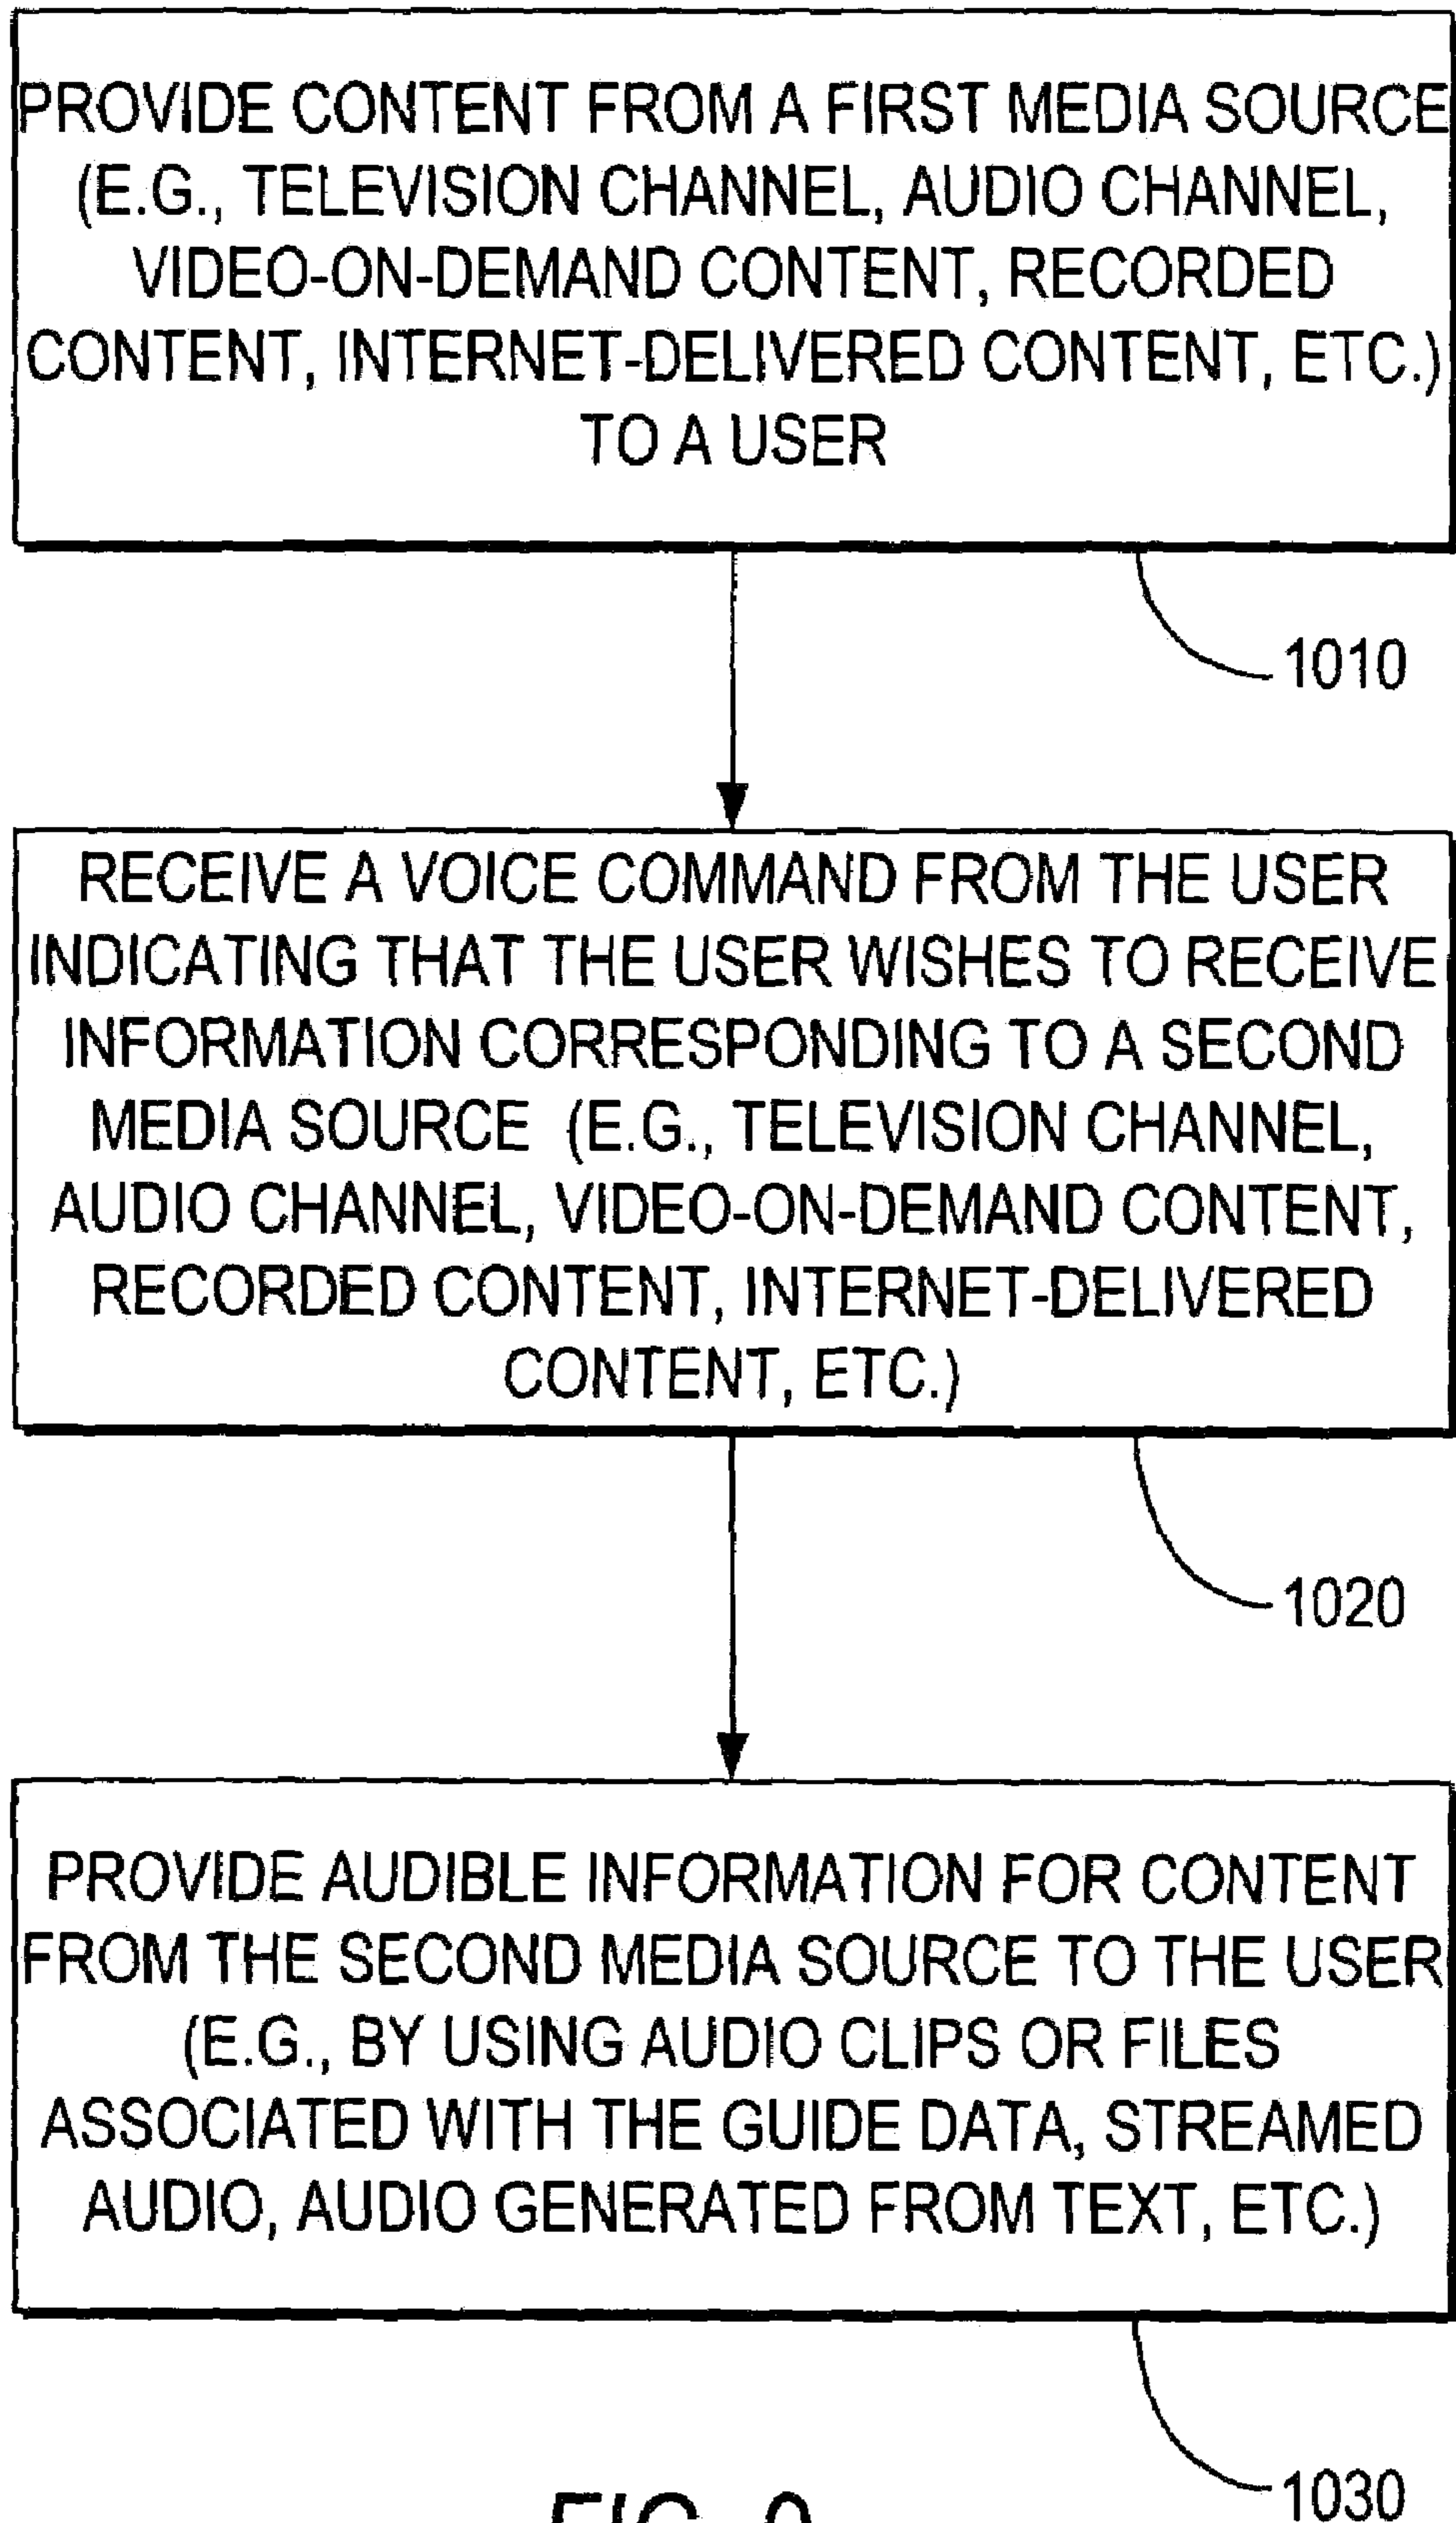 PROVIDE CONTENT FROM A FIRST MEDIA SOURCE
(E.G., TELEVISION CHANNEL, AUDIO CHANNEL,
VIDEO-ON-DEMAND CONTENT, RECORDED
CONTENT, INTERNET-DELIVERED CONTENT, ETC.)
TO A USER
1010
RECEIVE A VOICE COMMAND FROM THE USER
INDICATING THAT THE USER WISHES TO RECEIVE
INFORMATION CORRESPONDING TO A SECOND
MEDIA SOURCE (E.G., TELEVISION CHANNEL,
AUDIO CHANNEL, VIDEO-ON-DEMAND CONTENT,
RECORDED CONTENT, INTERNET-DELIVERED
CONTENT, ETC.)
1020
PROVIDE AUDIBLE INFORMATION FOR CONTENT
FROM THE SECOND MEDIA SOURCE TO THE USER
(E.G., BY USING AUDIO CLIPS OR FILES
ASSOCIATED WITH THE GUIDE DATA, STREAMED
AUDIO, AUDIO GENERATED FROM TEXT, ETC.)
1030
FIG.